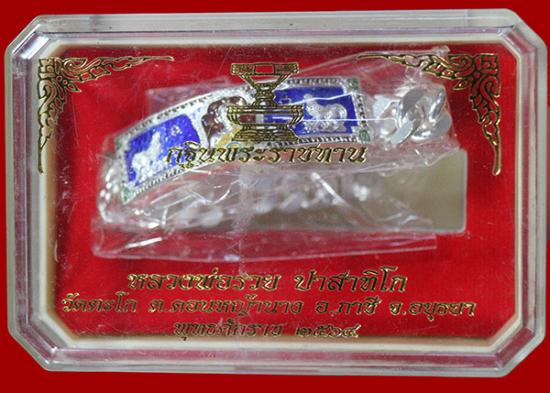 กฐินพระราชทาน
หลวงพ่อรวย ปาสาทิโก
วัดตะโก ต.ดอนหญ้านาง อ.ภาชี จ.อยุธยา
พุทธศักราช ๒๕๖๔